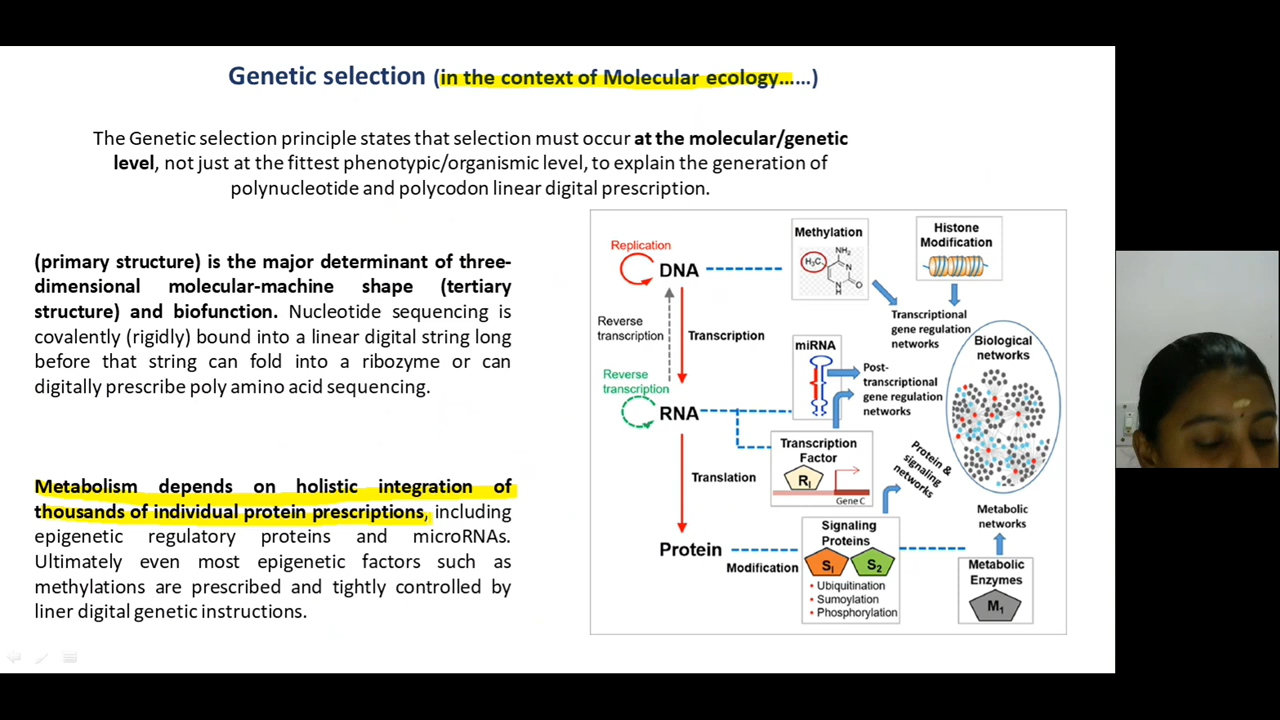 Genetic selection (in the context of Molecular ecology……)
The Genetic selection principle states that selection must occur at the molecular/genetic
level, not just at the fittest phenotypic/organismic level, to explain the generation of
polynucleotide and polycodon linear digital prescription.
(primary structure) is the major determinant of three-
dimensional molecular-machine shape (tertiary
structure) and biofunction. Nucleotide sequencing is
covalently (rigidly) bound into a linear digital string long
before that string can fold into a ribozyme or can
digitally prescribe poly amino acid sequencing.
Metabolism depends on holistic integration of
thousands of individual protein prescriptions, including
epigenetic regulatory proteins and microRNAs.
Ultimately even most epigenetic factors such as
methylations are prescribed and tightly controlled by
liner digital genetic instructions.
Replication
DNA
Reverse
transcription
Transcription
Reverse
transcription
RNA
Translation
Protein
Modification
Methylation
NH₂
H₃C
N
N
H
O
Histone
Modification
Transcriptional
gene regulation
networks
miRNA
Post-
transcriptional
gene regulation
networks
Transcription
Factor
R₁
Gene C
Biological
networks
Protein &
signaling
networks
Signaling
Proteins
S₁
S₂
• Ubiquitination
• Sumoylation
• Phosphorylation
Metabolic
networks
Metabolic
Enzymes
M₁